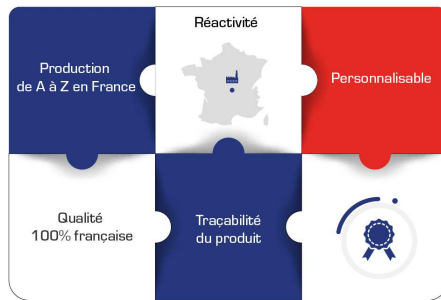 Réactivité
Production
de A à Z en France
Personnalisable
Qualité
100% française
Traçabilité
du produit